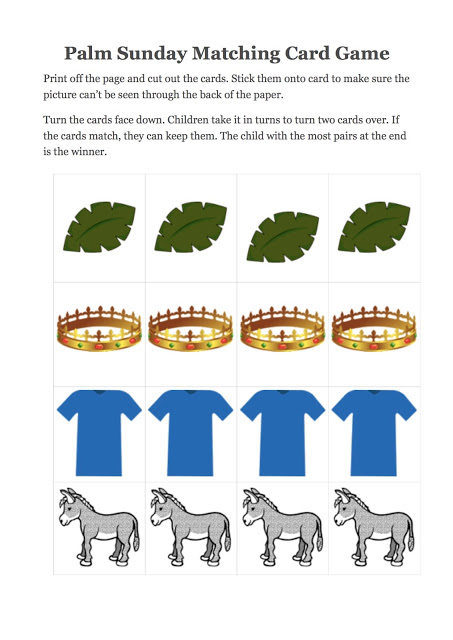 Palm Sunday Matching Card Game
Print off the page and cut out the cards. Stick them onto card to make sure the
picture can't be seen through the back of the paper.
Turn the cards face down. Children take it in turns to turn two cards over. If
the cards match, they can keep them. The child with the most pairs at the end
is the winner.